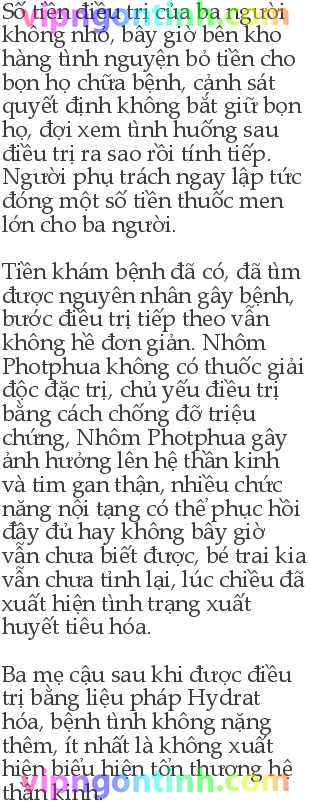 vipngontinh.com
Số tiền điều trị của ba người
không nhỏ, bây giờ bên kho
hàng tình nguyện bỏ tiền cho
bọn họ chữa bệnh, cảnh sát
quyết định không bắt giữ bọn
họ, đợi xem tình huống sau
điều trị ra sao rồi tính tiếp.
Người phụ trách ngay lập tức
đóng một số tiền thuốc men
lớn cho ba người.
Tiền khám bệnh đã có, đã tìm
được nguyên nhân gây bệnh,
bước điều trị tiếp theo vẫn
không hề đơn giản. Nhôm
Photphua không có thuốc giải
độc đặc trị, chủ yếu điều trị
bằng cách chống đỡ triệu
chứng, Nhôm Photphua gây
ảnh hưởng lên hệ thần kinh
và tim gan thận, nhiều chức
năng nội tạng có thể phục hồi
đầy đủ hay không bây giờ
vẫn chưa biết được, bé trai kia
vẫn chưa tỉnh lại, lúc chiều đã
xuất hiện tình trạng xuất
huyết tiêu hóa.
Ba mẹ cậu sau khi được điều
trị bằng liệu pháp Hydrat
hóa, bệnh tình không nặng
thêm, ít nhất là không xuất
hiện biểu hiện tổn thương hệ
thần kinh.
vipngontinh.com